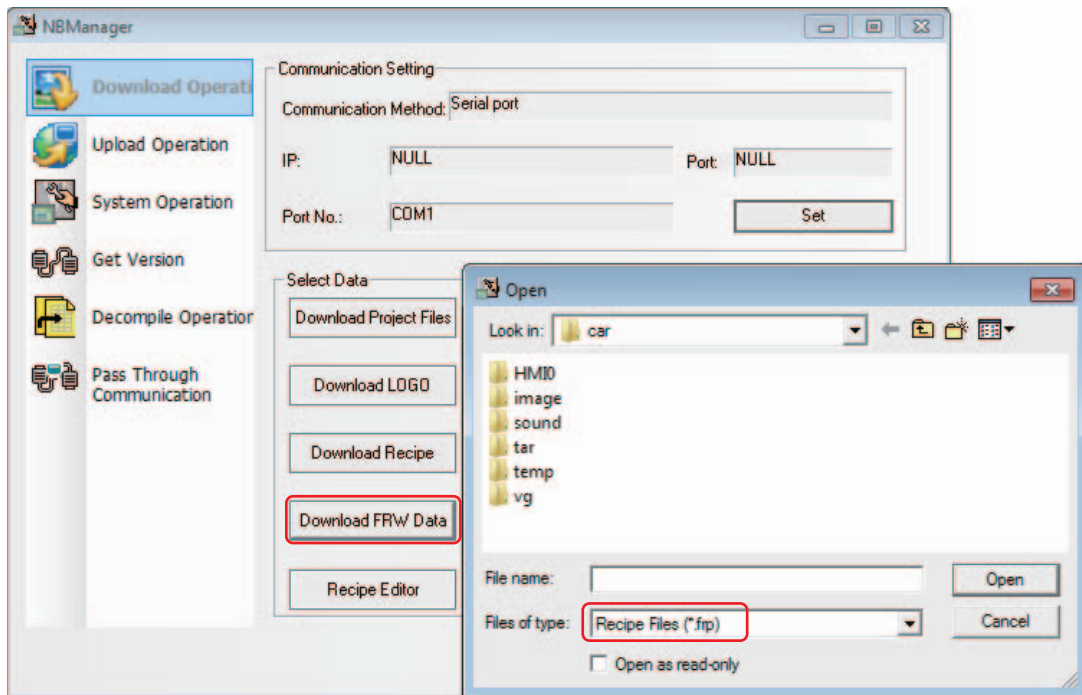 NBManager
Download Operati
Upload Operation
System Operation
Get Version
Decompile Operation
Pass Through
Communication
Communication Setting
Communication Method: Serial port
IP: NULL Port: NULL
Port No.: COM1 Set
Select Data
Download Project Files
Download LOGO
Download Recipe
Download FRW Data
Recipe Editor
Open
Look in: car
HMI0
image
sound
tar
temp
vg
File name: Open
Files of type: Recipe Files (*.frp) Cancel
Open as read-only